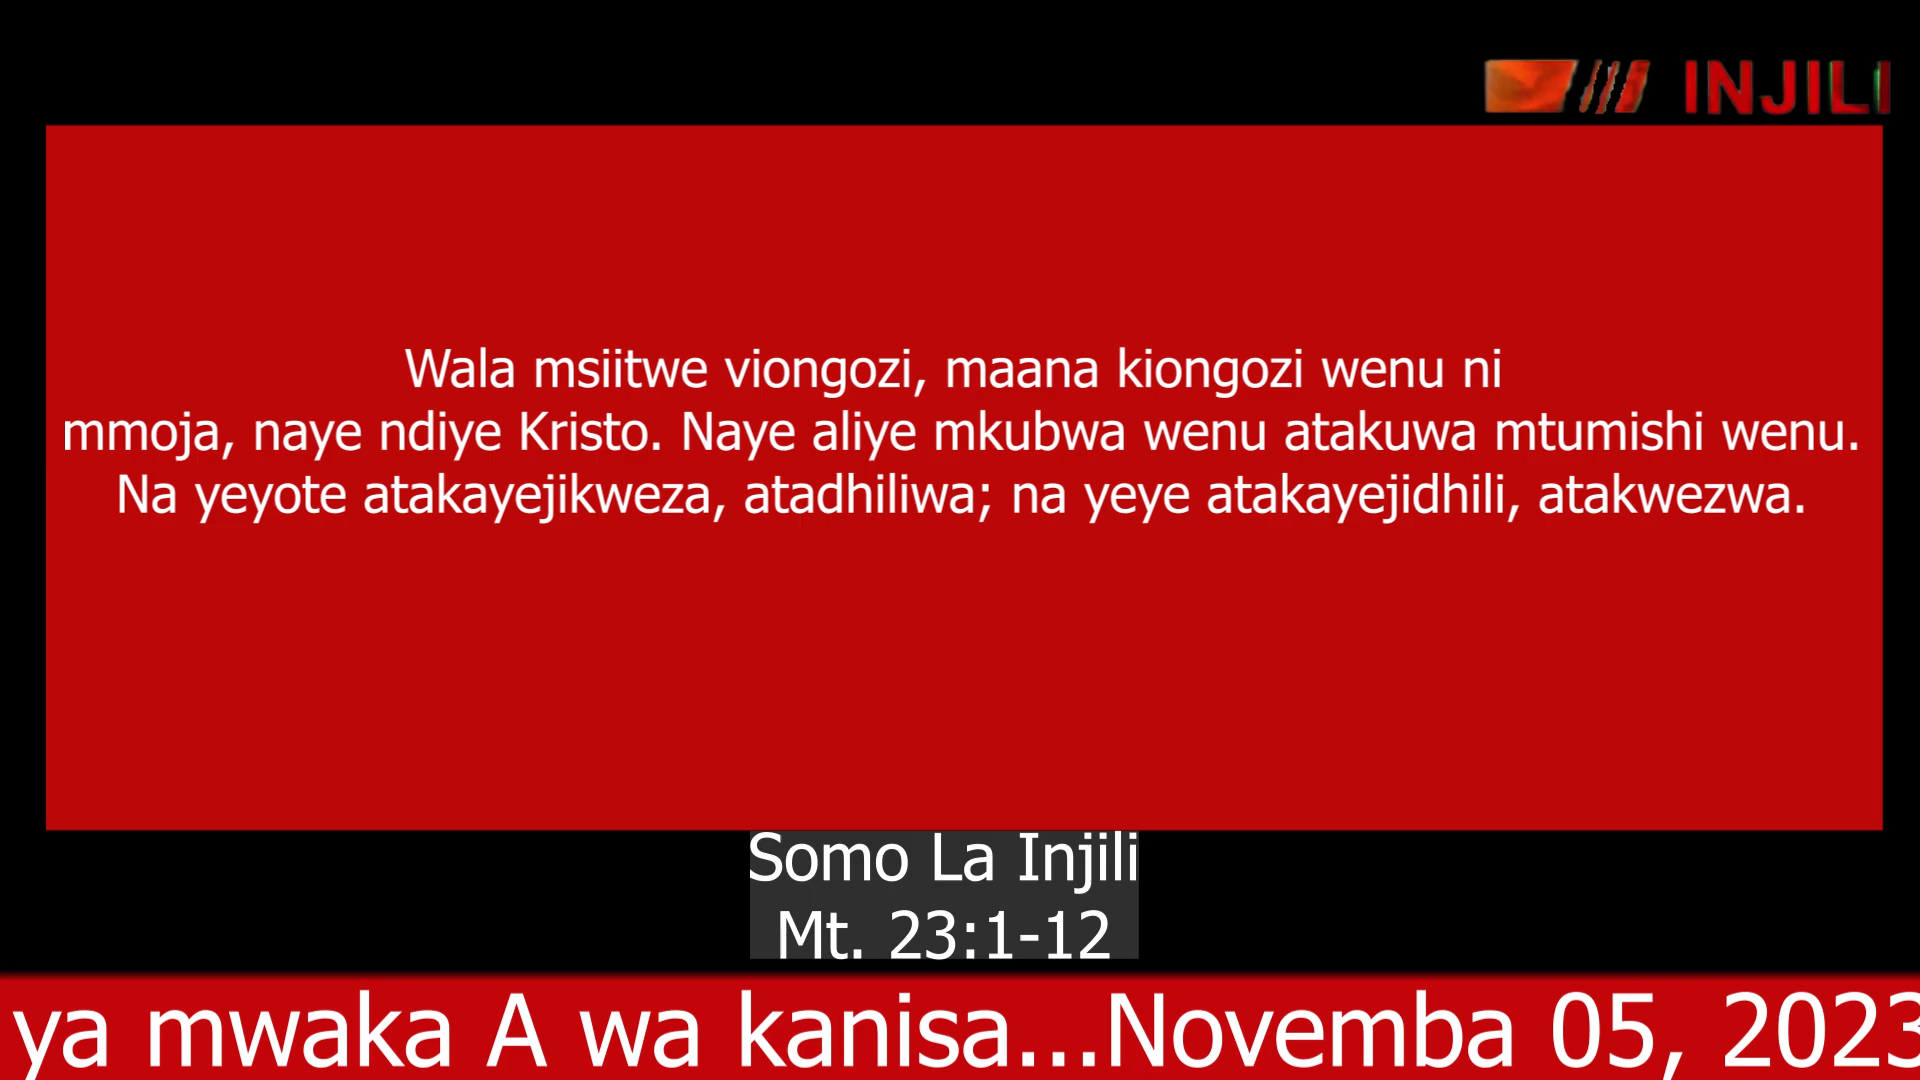 INJILI
Wala msiitwe viongozi, maana kiongozi wenu ni
mmoja, naye ndiye Kristo. Naye aliye mkubwa wenu atakuwa mtumishi wenu.
Na yeyote atakayejikweza, atadhiliwa; na yeye atakayejidhili, atakwezwa.
Somo La Injili
Mt. 23:1-12
ya mwaka A wa kanisa...Novemba 05, 2023